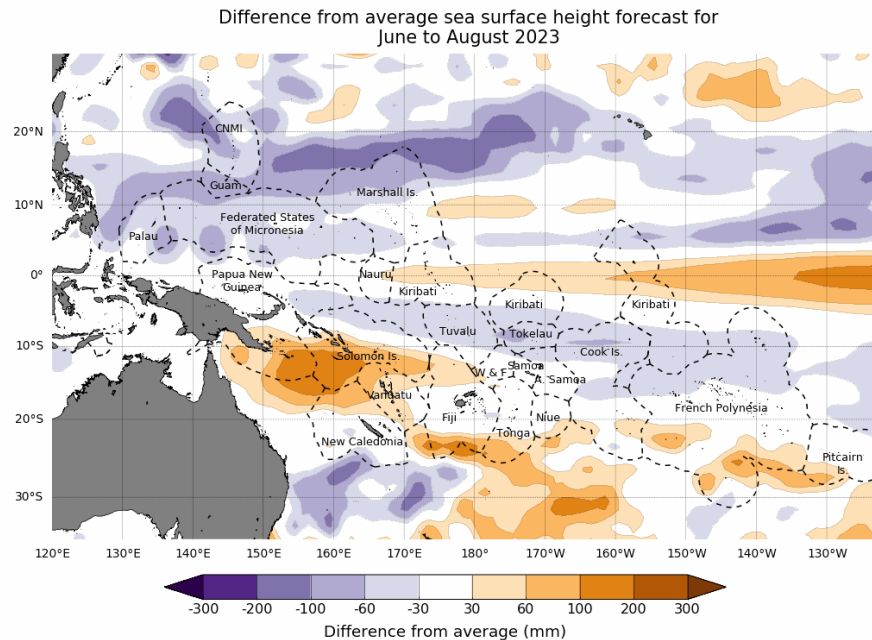 Difference from average sea surface height forecast for
June to August 2023
20°N
10°N
0°
10°S
20°S
30°S
CNMI
Guam
Marshall Is.
Federated States
of Micronesia
Palau
Papua New
Guinea
Nauru
Kiribati
Kiribati
Kiribati
Tuvalu
Tokelau
Solomon Is.
Cook Is.
W & F
Samoa
A. Samoa
Vanuatu
Fiji
Niue
French Polynesia
New Caledonia
Tonga
Pitcairn
Is.
120°E
130°E
140°E
150°E
160°E
170°E
180°
170°W
160°W
150°W
140°W
130°W
-300
-200
-100
-60
-30
30
60
100
200
300
Difference from average (mm)